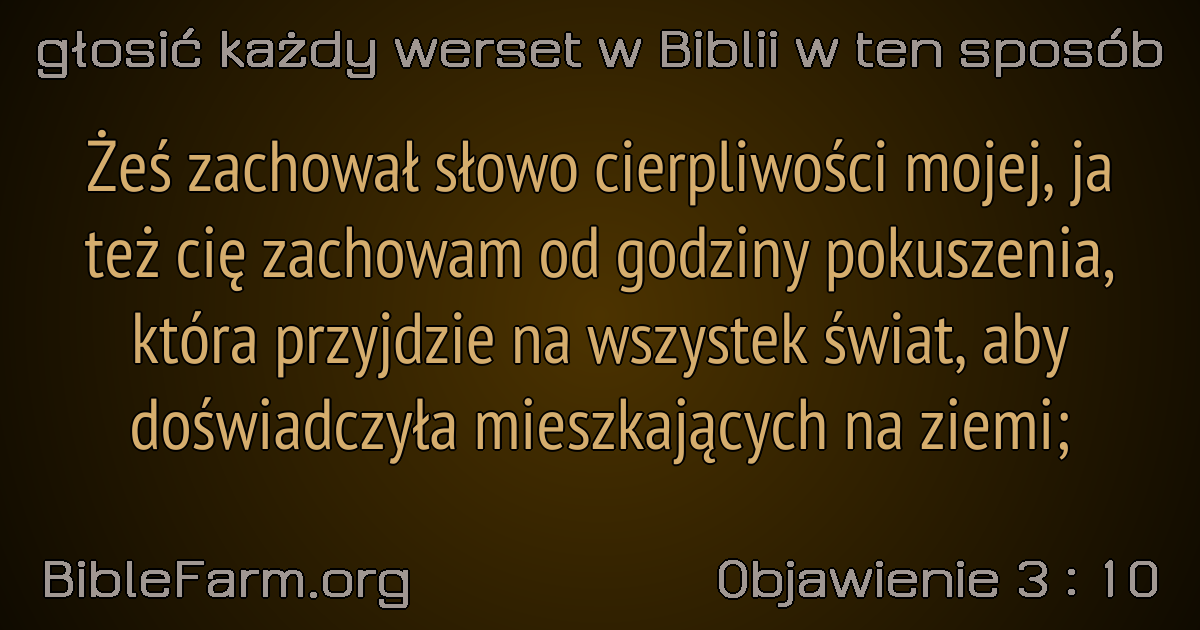 głosić każdy werset w Biblii w ten sposób
Żeś zachował słowo cierpliwości mojej, ja
też cię zachowam od godziny pokuszenia,
która przyjdzie na wszystek świat, aby
doświadczyła mieszkających na ziemi;
BibleFarm.org
Objawienie 3 : 10